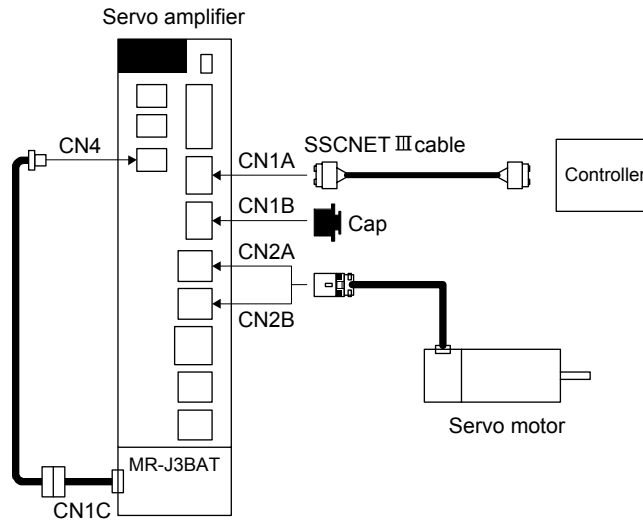 Servo amplifier
CN4
CN1A
SSCNET Ⅲ cable
Controller
CN1B
Cap
CN2A
CN2B
Servo motor
MR-J3BAT
CN1C